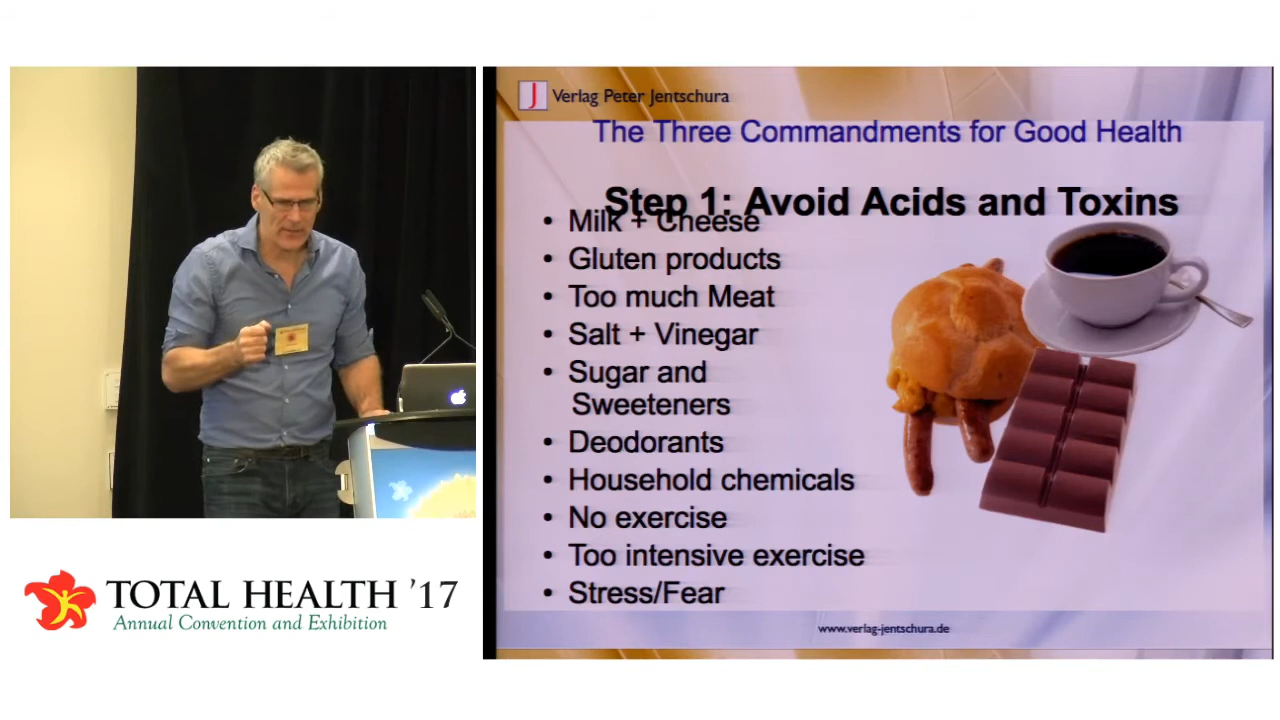 J Verlag Peter Jentschura
The Three Commandments for Good Health
Step 1: Avoid Acids and Toxins
• Milk + Cheese
• Gluten products
• Too much Meat
• Salt + Vinegar
• Sugar and
Sweeteners
• Deodorants
• Household chemicals
• No exercise
• Too intensive exercise
• Stress/Fear
www.verlag-jentschura.de
TOTAL HEALTH '17
Annual Convention and Exhibition